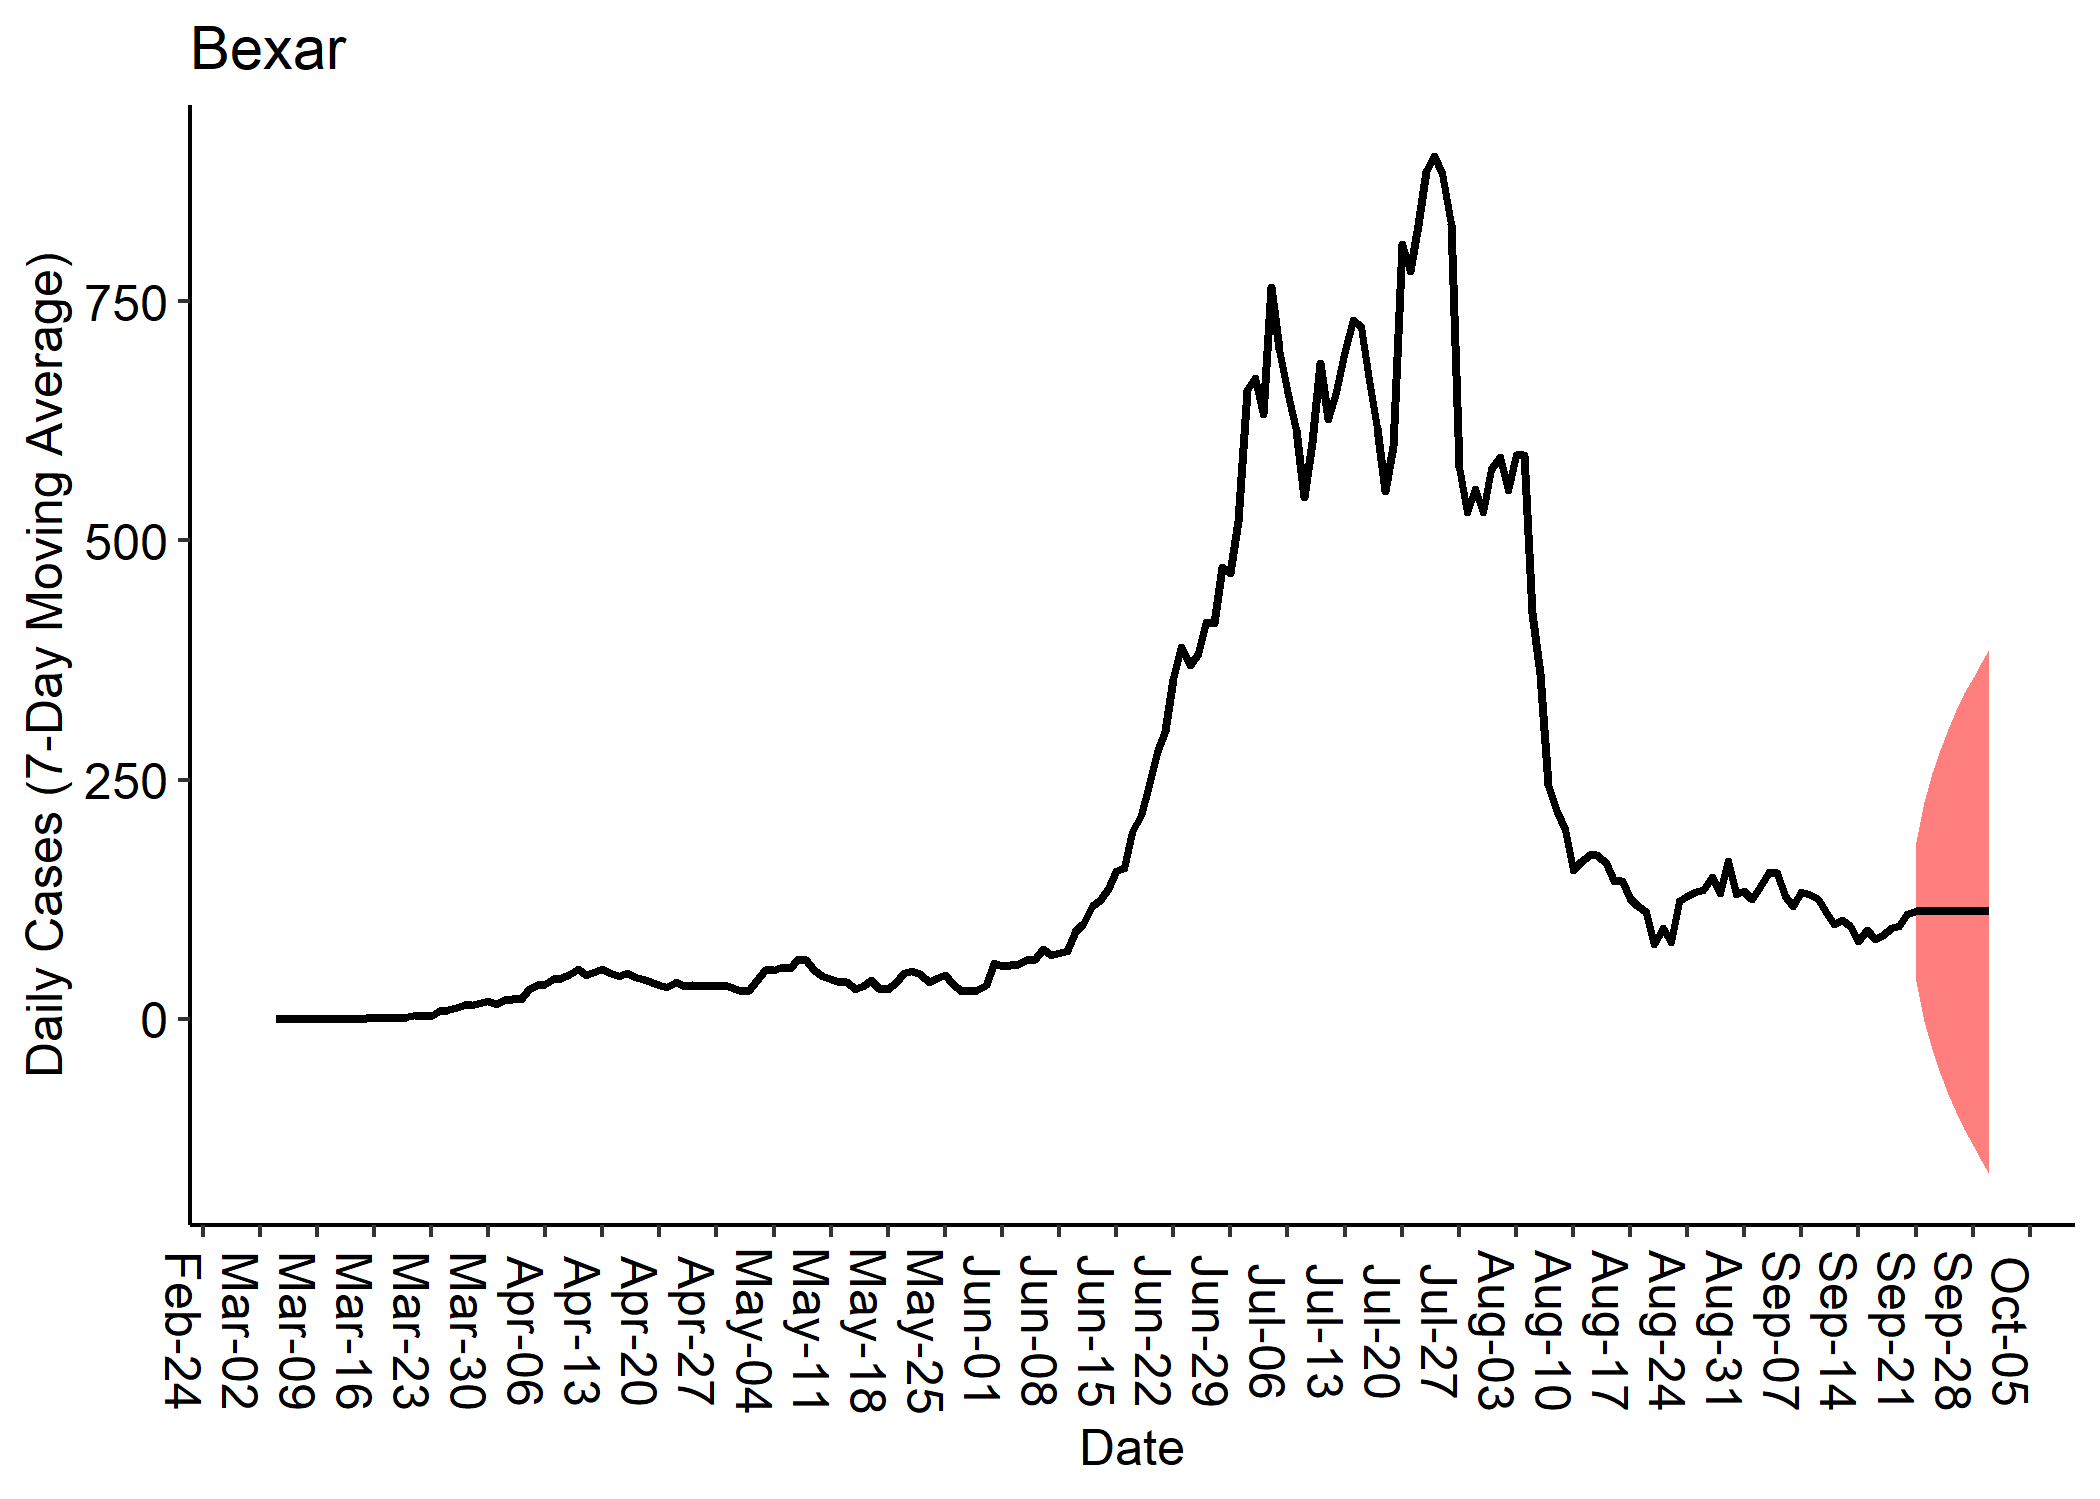 Bexar
Daily Cases (7-Day Moving Average)
750
500
250
0
Feb-24
Mar-02
Mar-09
Mar-16
Mar-23
Mar-30
Apr-06
Apr-13
Apr-20
Apr-27
May-04
May-11
May-18
May-25
Jun-01
Jun-08
Jun-15
Jun-22
Jun-29
Jul-06
Jul-13
Jul-20
Jul-27
Aug-03
Aug-10
Aug-17
Aug-24
Aug-31
Sep-07
Sep-14
Sep-21
Sep-28
Oct-05
Date